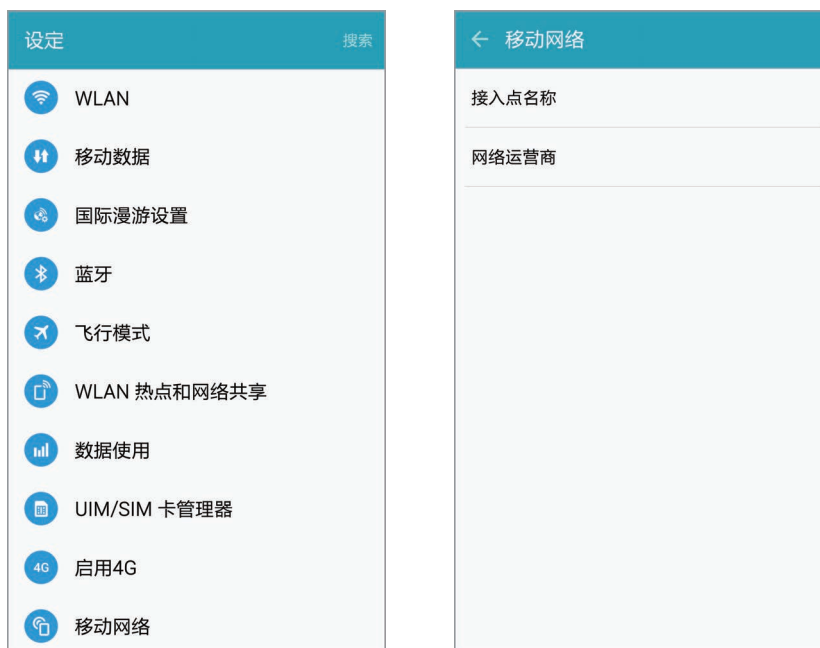 设定
搜索
WLAN
移动数据
国际漫游设置
蓝牙
飞行模式
WLAN 热点和网络共享
数据使用
UIM/SIM 卡管理器
4G
启用4G
移动网络
移动网络
接入点名称
网络运营商